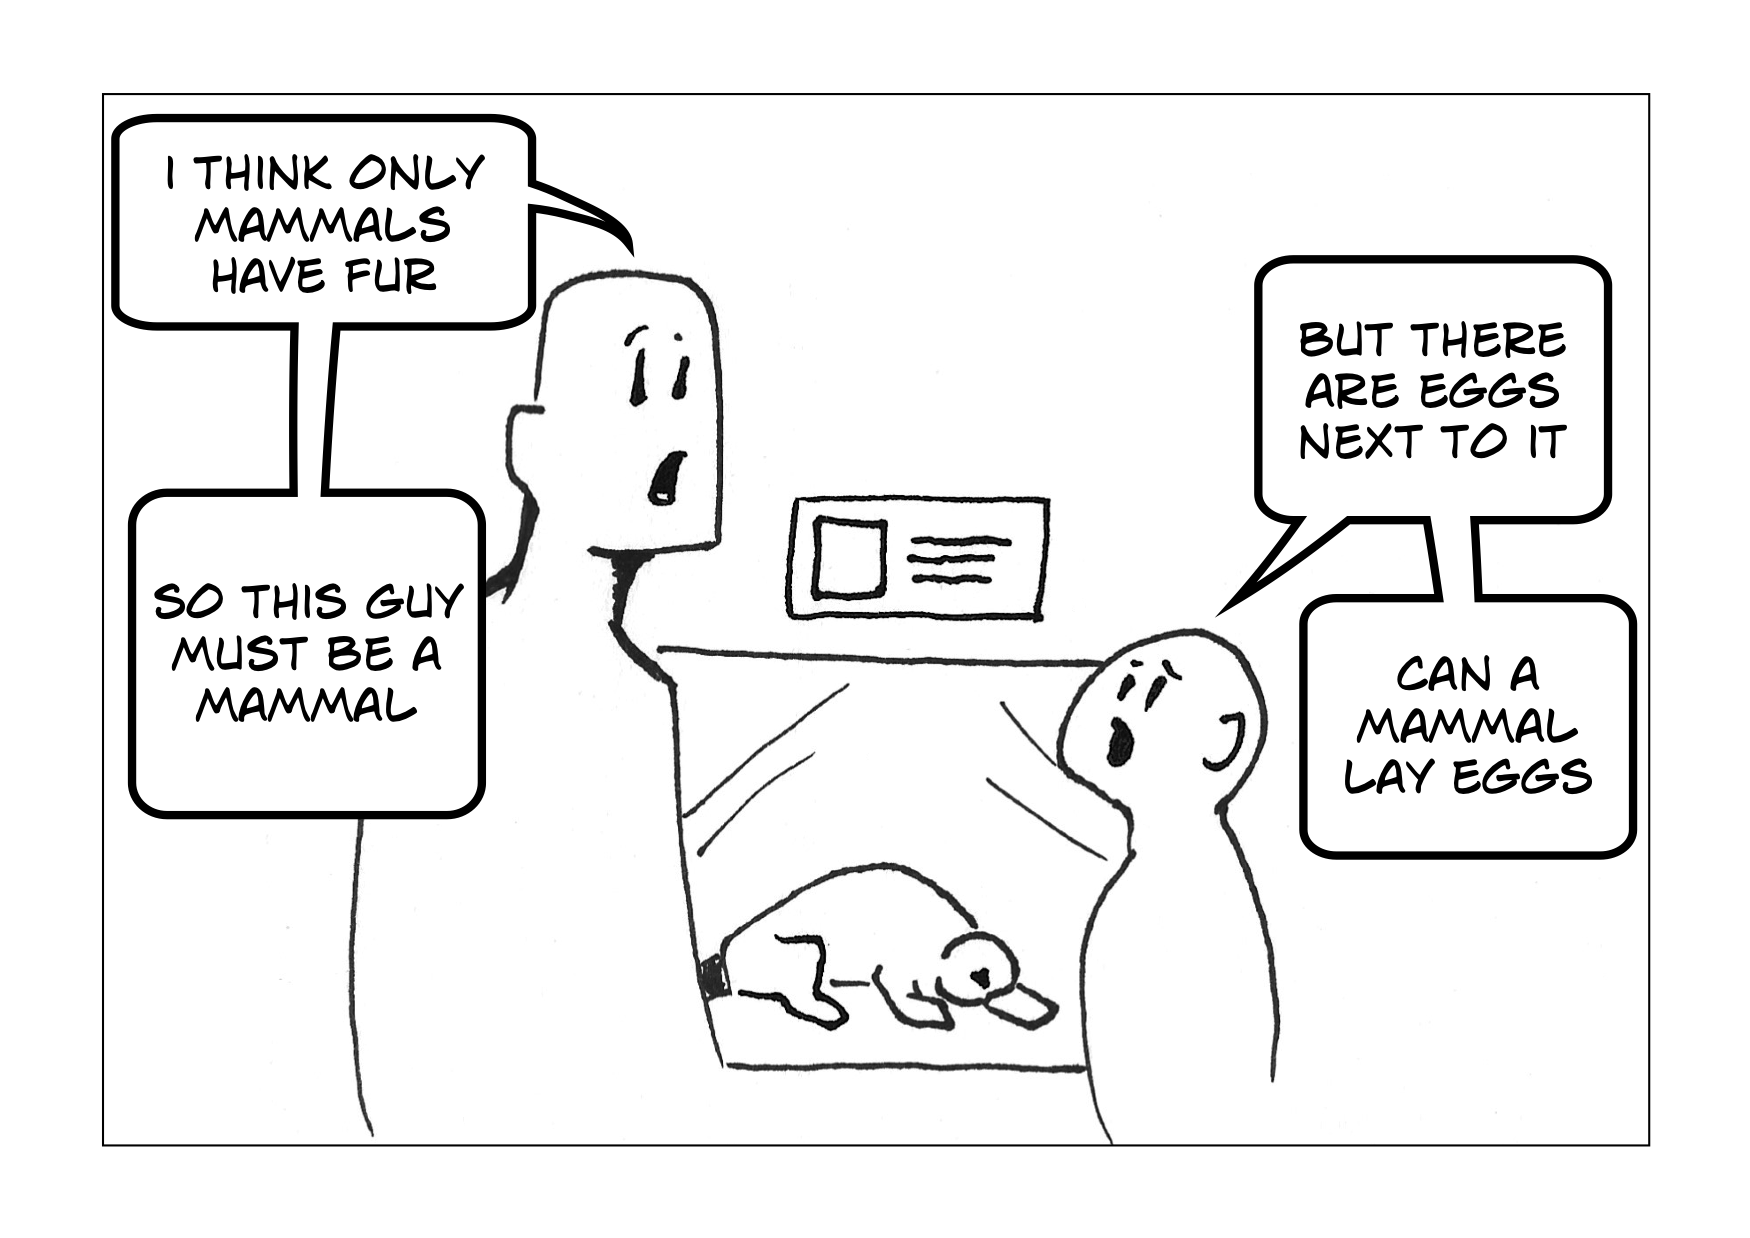 I THINK ONLY
MAMMALS
HAVE FUR
SO THIS GUY
MUST BE A
MAMMAL
BUT THERE
ARE EGGS
NEXT TO IT
CAN A
MAMMAL
LAY EGGS